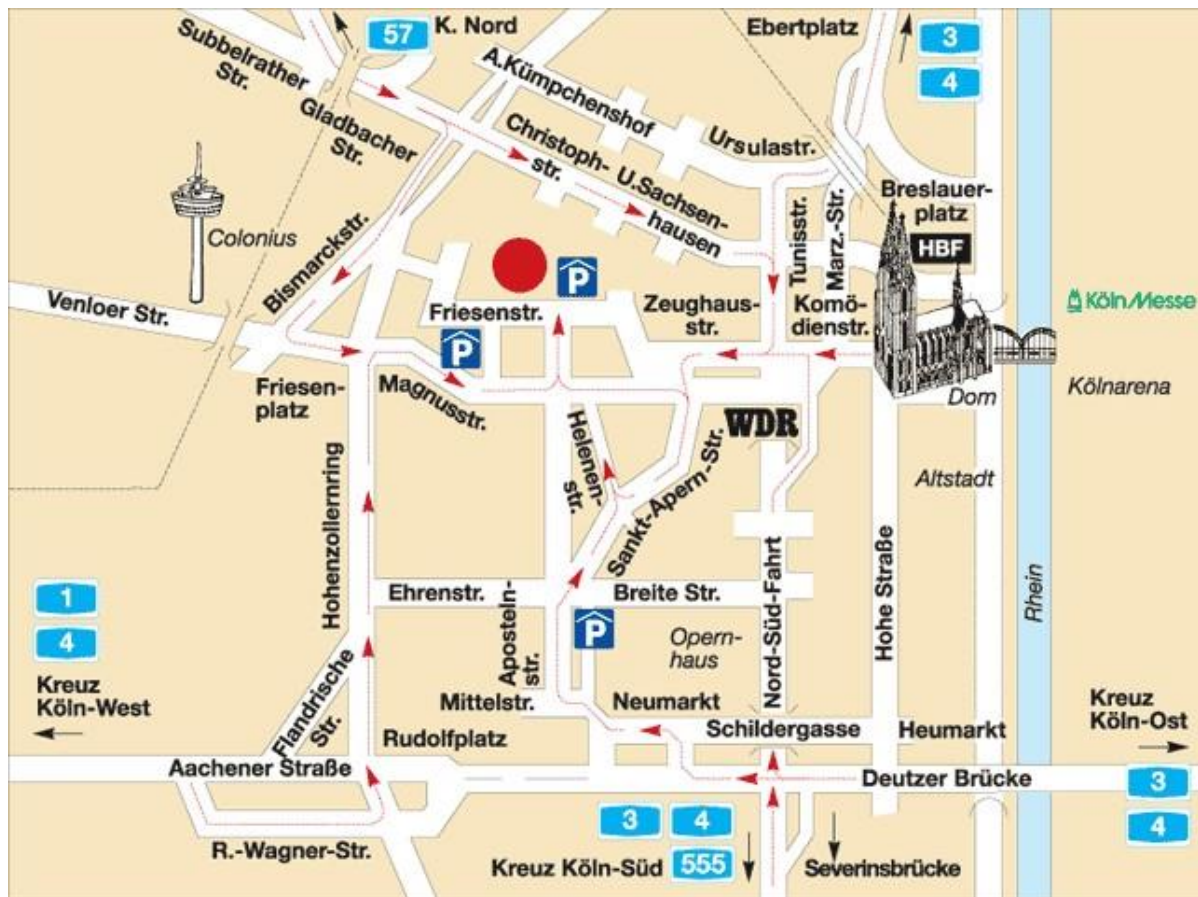 57
K. Nord
Ebertplatz
3
4
Subbelrather
Str.
A.Kümpchenshof
Gladbacher
Str.
Christoph-
str.
U.Sachsen-
hausen
Ursulastr.
Breslauer-
platz
HBF
Tunisstr.
Marz.-Str.
Colonius
Bismarckstr.
Venloer Str.
P
Friesenstr.
Zeughaus-
str.
Komö-
dienstr.
KölnMesse
P
Friesen-
platz
Magnusstr.
Dom
Kölnarena
WDR
Helenen-
str.
Sankt-Apern-Str.
Altstadt
Hohenzollernring
Nord-Süd-Fahrt
Hohe Straße
Rhein
Ehrenstr.
Breite Str.
1
4
Kreuz
Köln-West
P
Aposteln-
str.
Opern-
haus
Flandrische
Str.
Mittelstr.
Neumarkt
Schildergasse
Heumarkt
Kreuz
Köln-Ost
Rudolfplatz
Aachener Straße
Deutzer Brücke
3
4
R.-Wagner-Str.
3
4
Kreuz Köln-Süd
555
Severinsbrücke